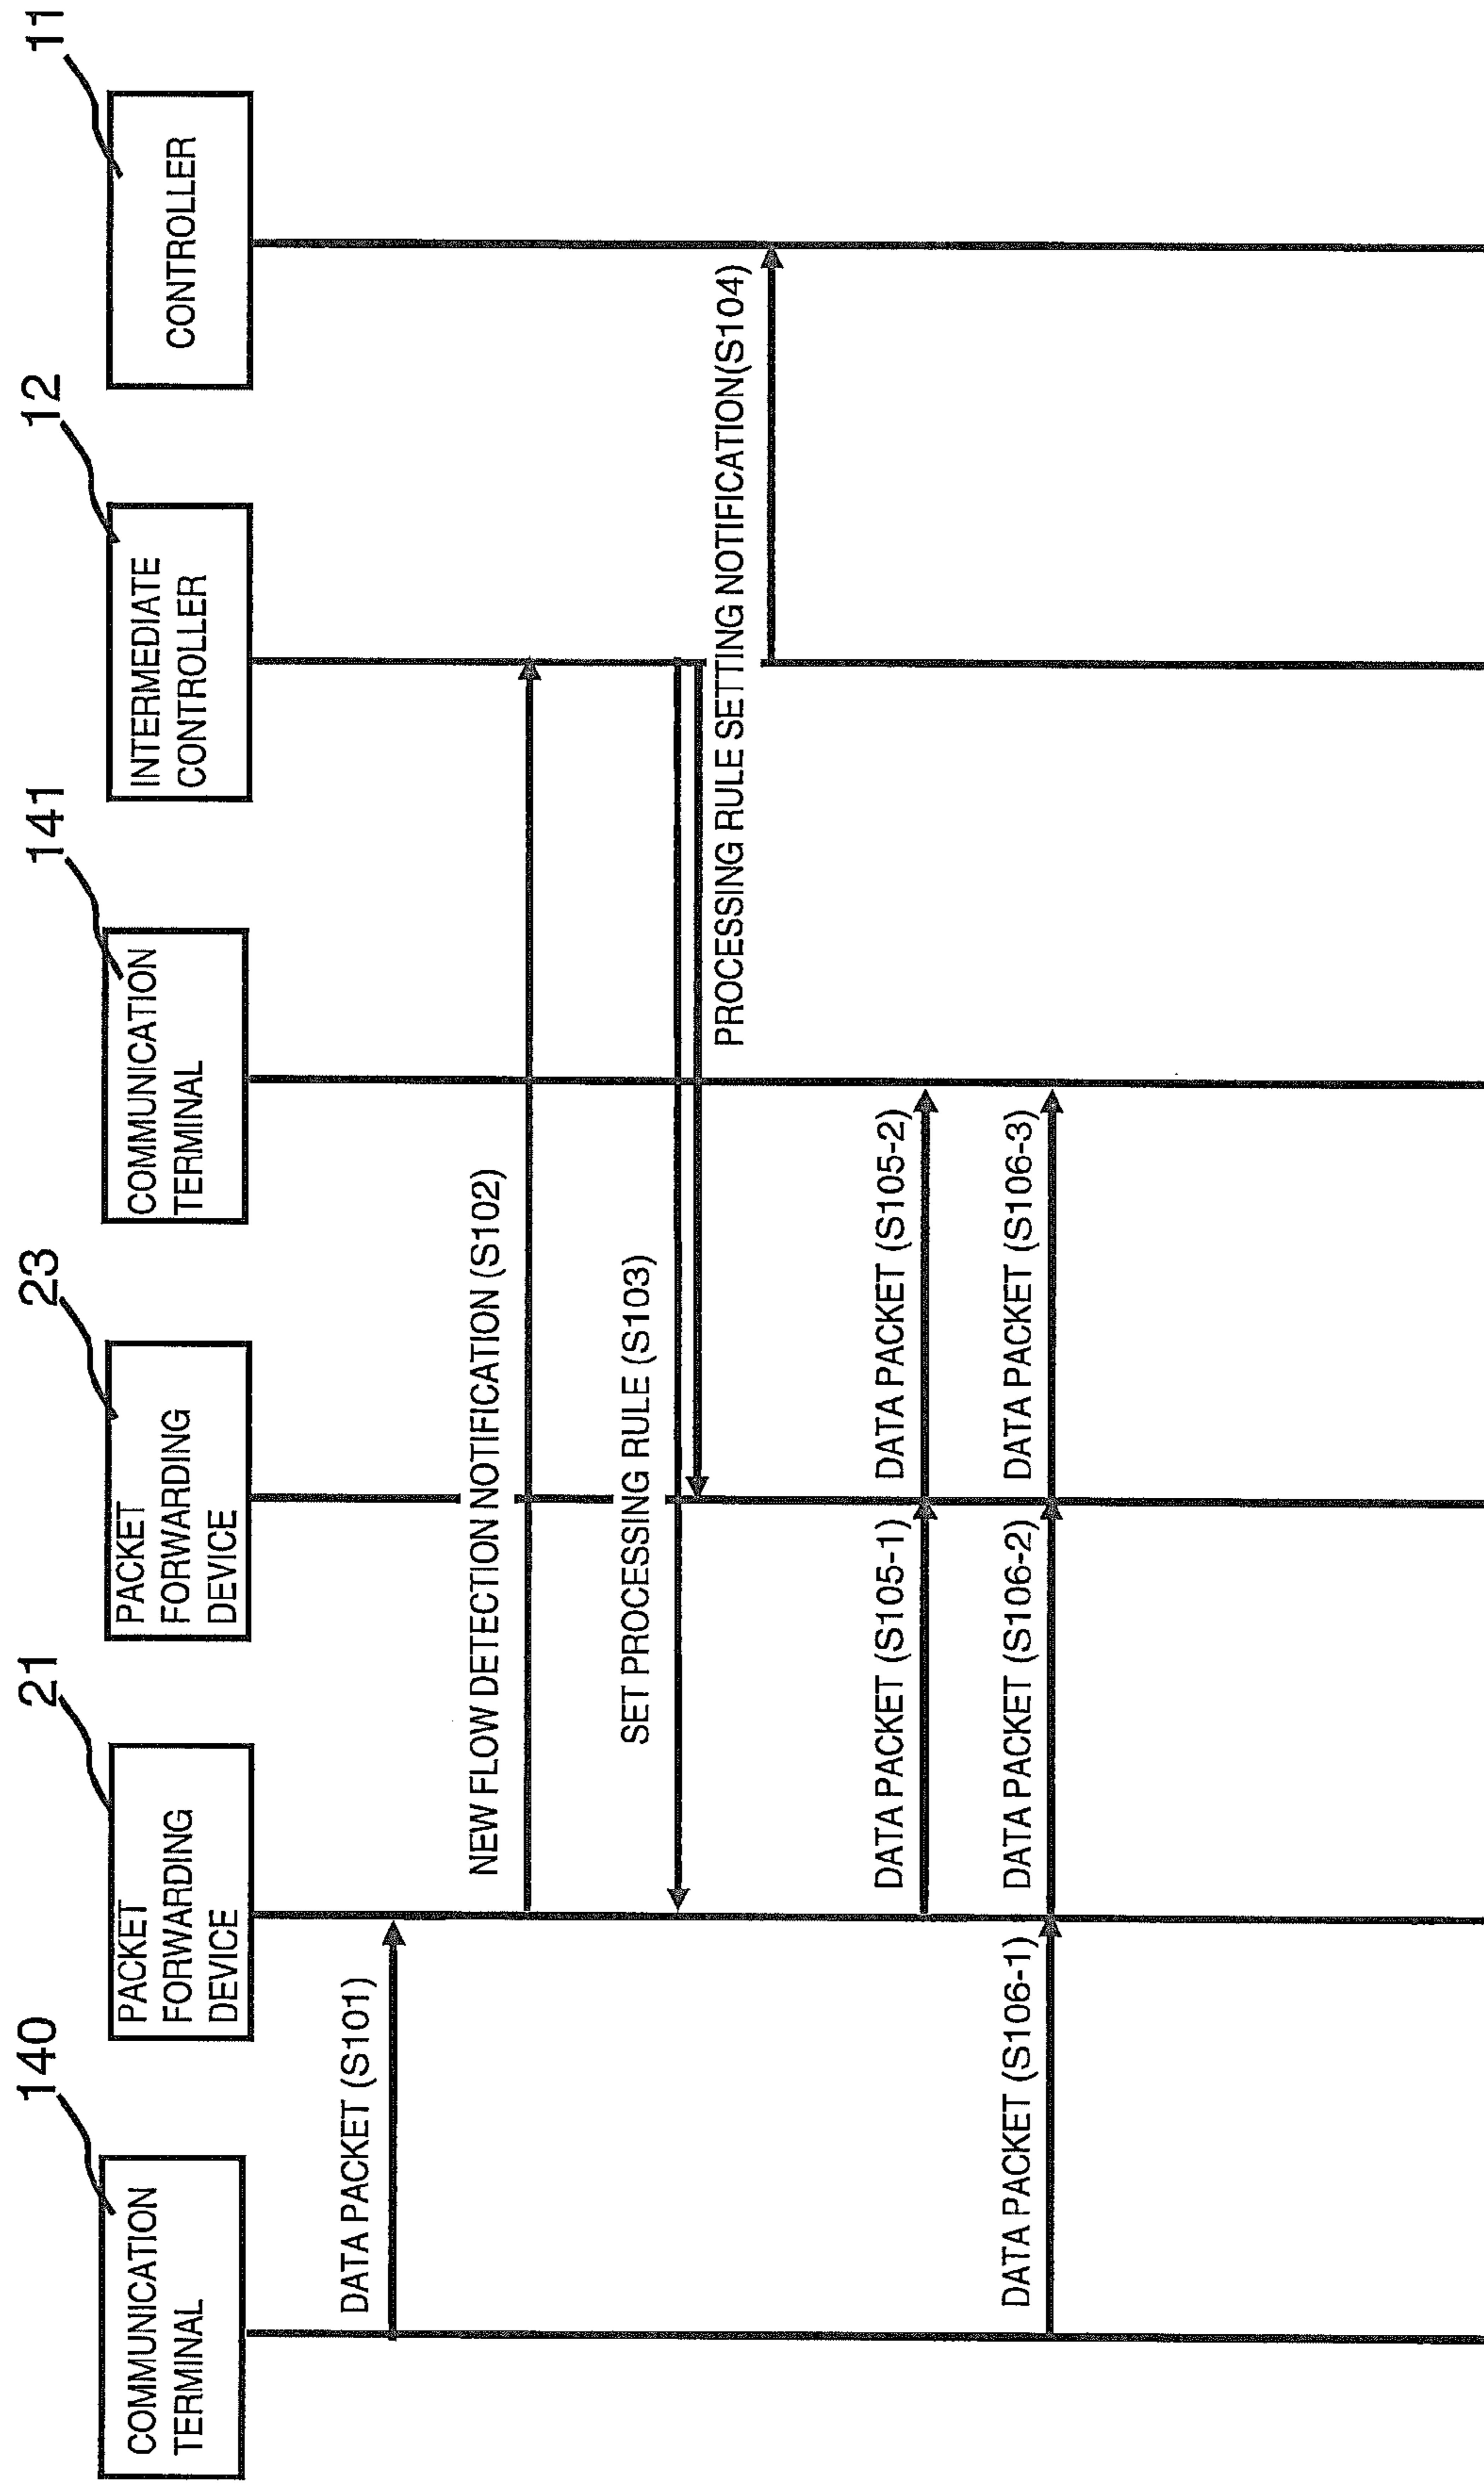 140
COMMUNICATION
TERMINAL
21
PACKET
FORWARDING
DEVICE
23
PACKET
FORWARDING
DEVICE
141
COMMUNICATION
TERMINAL
12
INTERMEDIATE
CONTROLLER
11
CONTROLLER
DATA PACKET (S101)
NEW FLOW DETECTION NOTIFICATION (S102)
SET PROCESSING RULE (S103)
PROCESSING RULE SETTING NOTIFICATION(S104)
DATA PACKET (S105-1)
DATA PACKET (S105-2)
DATA PACKET (S106-1)
DATA PACKET (S106-2)
DATA PACKET (S106-3)